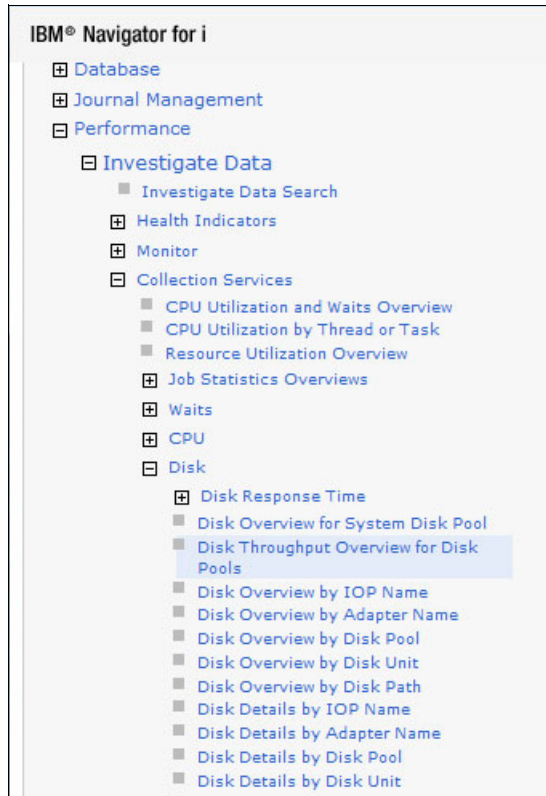 IBM® Navigator for i
Database
Journal Management
Performance
Investigate Data
Investigate Data Search
Health Indicators
Monitor
Collection Services
CPU Utilization and Waits Overview
CPU Utilization by Thread or Task
Resource Utilization Overview
Job Statistics Overviews
Waits
CPU
Disk
Disk Response Time
Disk Overview for System Disk Pool
Disk Throughput Overview for Disk
Pools
Disk Overview by IOP Name
Disk Overview by Adapter Name
Disk Overview by Disk Pool
Disk Overview by Disk Unit
Disk Overview by Disk Path
Disk Details by IOP Name
Disk Details by Adapter Name
Disk Details by Disk Pool
Disk Details by Disk Unit